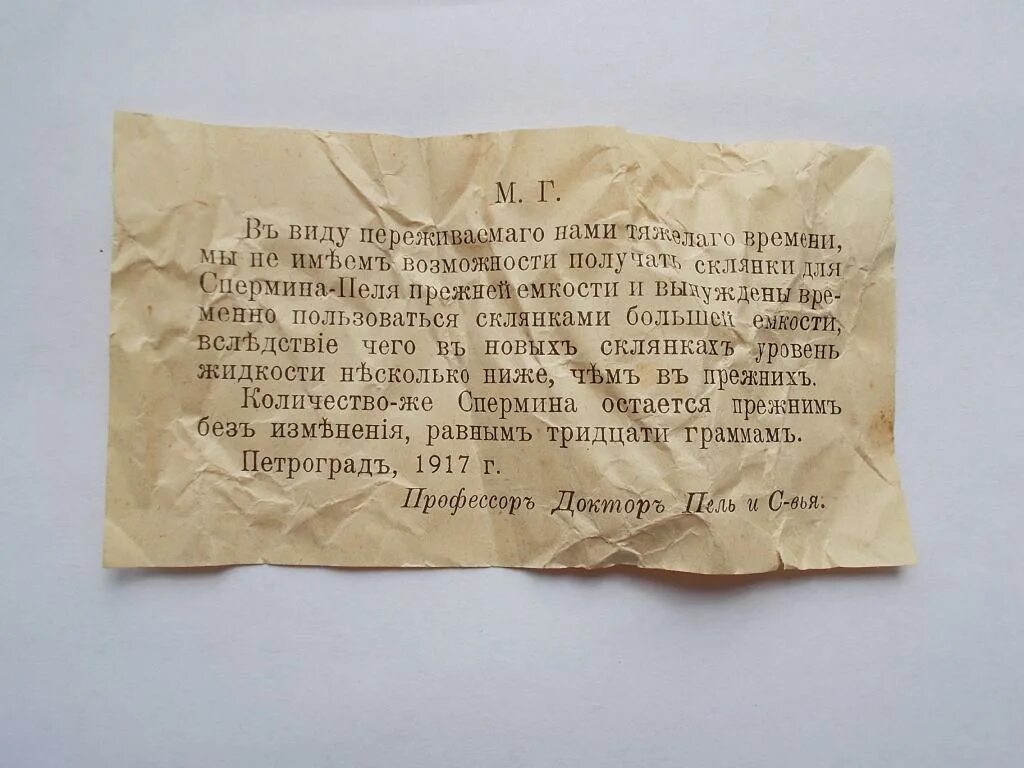 М. Г.
Въ виду переживаемаго нами тяжелаго времени,
мы не имѣемъ возможности получать склянки для
Спермина-Пеля прежней емкости и вынуждены вре-
менно пользоваться склянками большей емкости,
вслѣдствіе чего въ новыхъ склянкахъ уровень
жидкости нѣсколько ниже, чѣмъ въ прежнихъ.
Количество-же Спермина остается прежнимъ
безъ измѣненія, равнымъ тридцати граммамъ.
Петроградъ, 1917 г.
Профессоръ Докторъ Пель и С-вья.